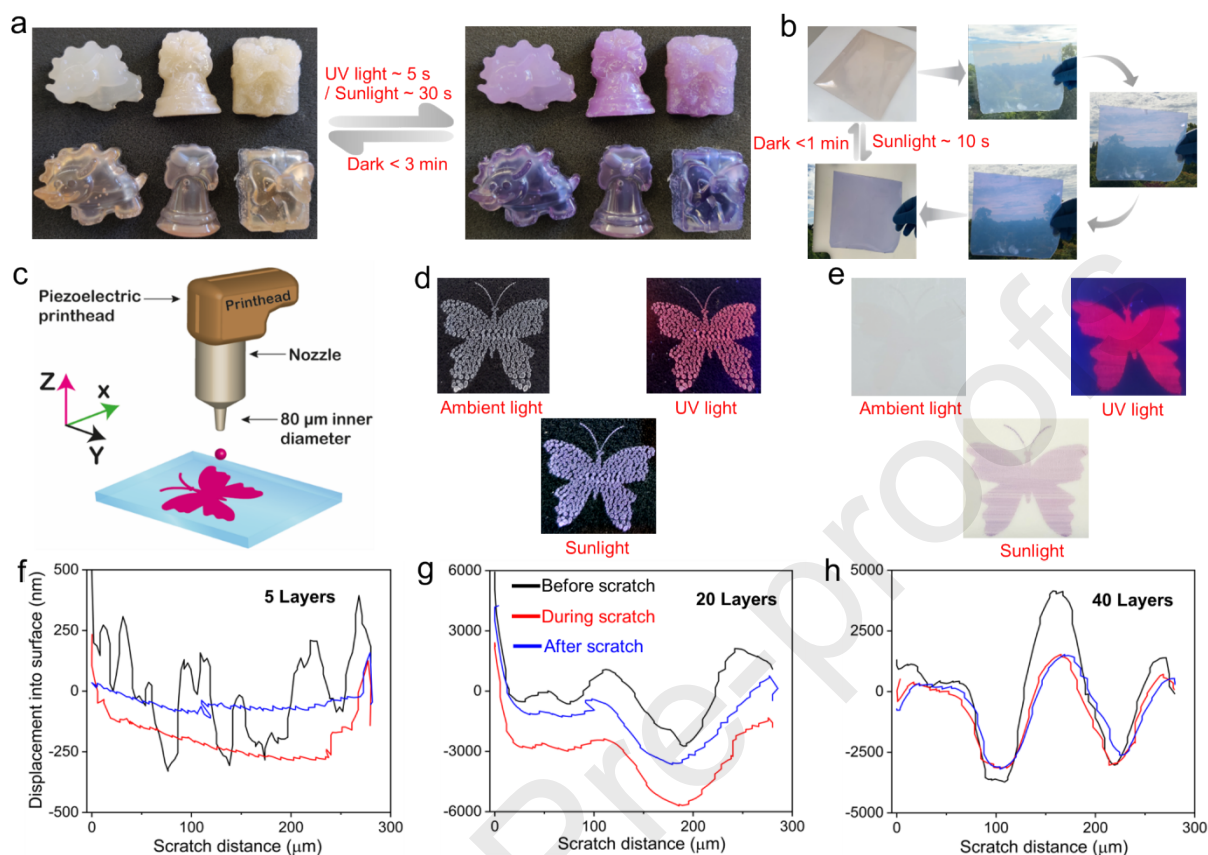 a
UV light ~ 5 s
/ Sunlight ~ 30 s
Dark < 3 min
b
Dark <1 min
Sunlight ~ 10 s
c
Piezoelectric
printhead
Printhead
Nozzle
80 μm inner
diameter
Z
X
Y
d
Ambient light
UV light
Sunlight
e
Ambient light
UV light
Sunlight
f
5 Layers
Displacement into surface (nm)
500
250
0
-250
-500
0
100
200
300
Scratch distance (μm)
g
20 Layers
Before scratch
During scratch
After scratch
6000
3000
0
-3000
-6000
0
100
200
300
Scratch distance (μm)
h
40 Layers
5000
2500
0
-2500
-5000
0
100
200
300
Scratch distance (μm)
Pre-proofs